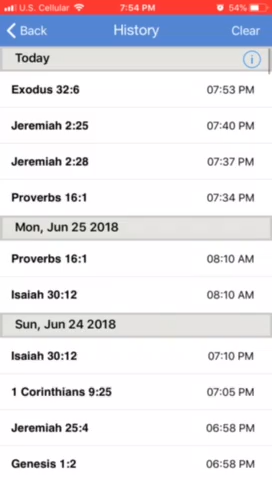 U.S. Cellular 7:54 PM 54%
Back History Clear
Today
Exodus 32:6 07:53 PM
Jeremiah 2:25 07:40 PM
Jeremiah 2:28 07:37 PM
Proverbs 16:1 07:34 PM
Mon, Jun 25 2018
Proverbs 16:1 08:10 AM
Isaiah 30:12 08:10 AM
Sun, Jun 24 2018
Isaiah 30:12 07:10 PM
1 Corinthians 9:25 07:05 PM
Jeremiah 25:4 06:58 PM
Genesis 1:2 06:58 PM